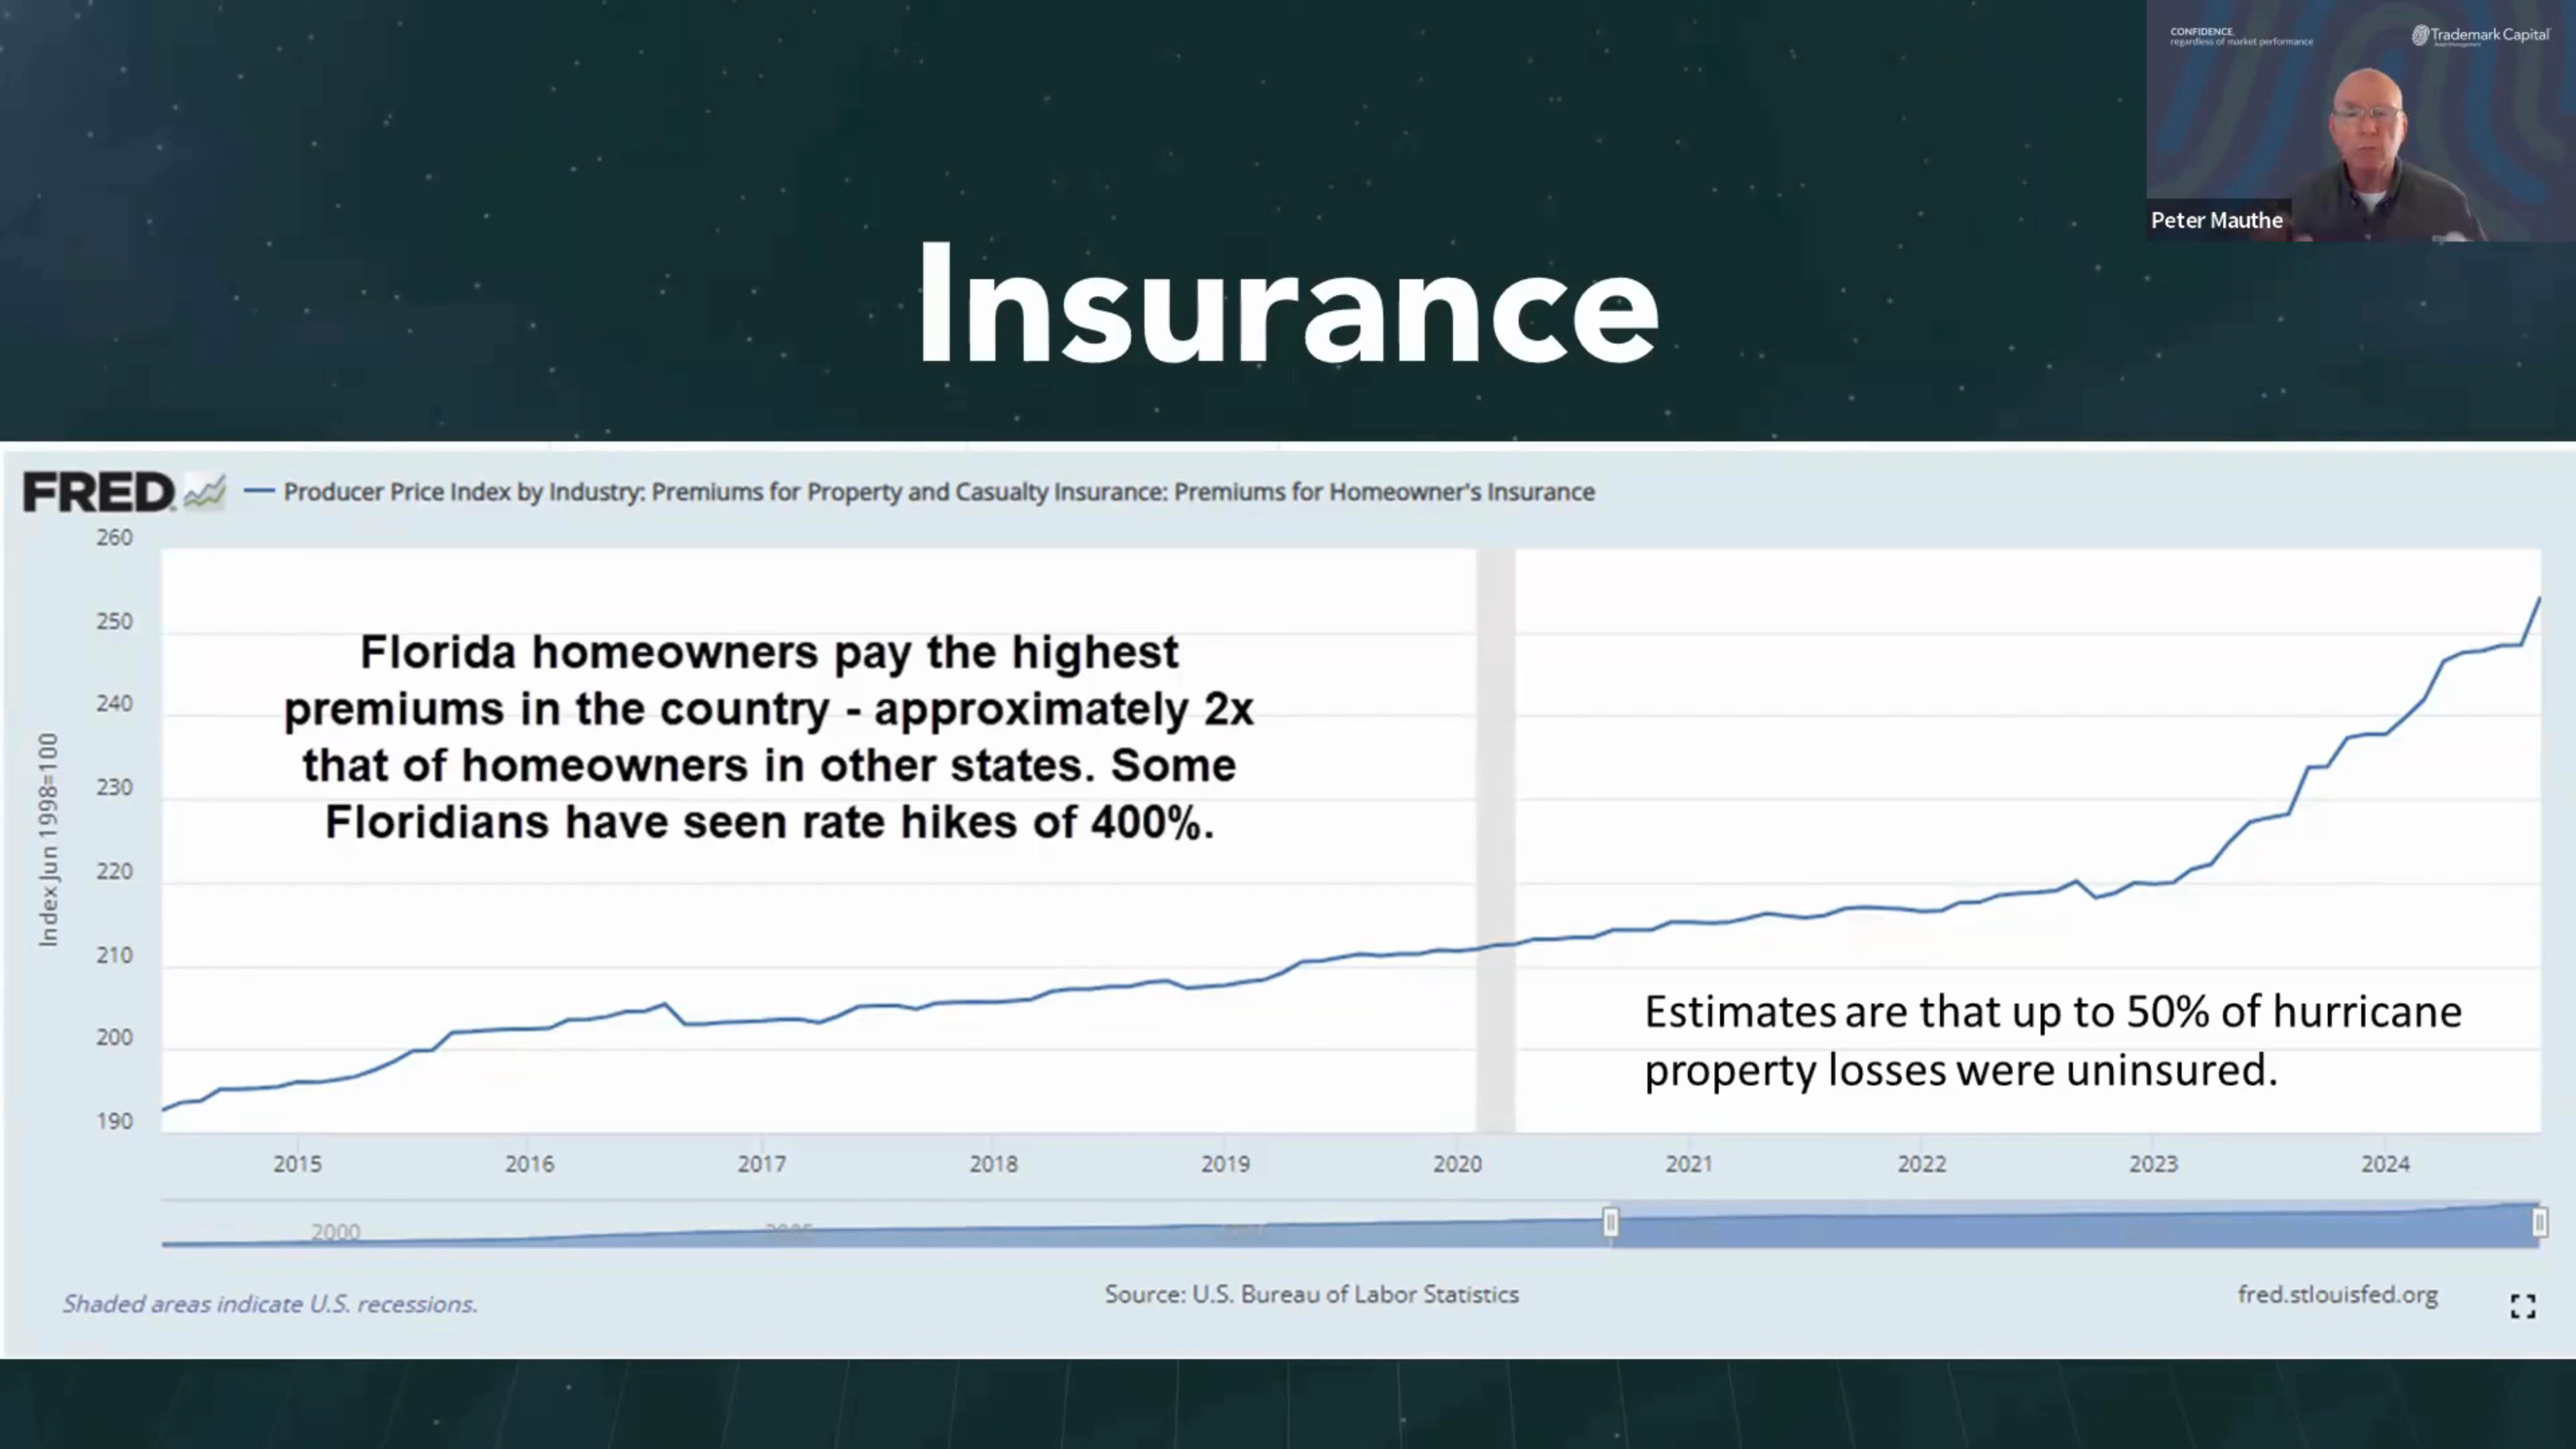 CONFIDENCE.
regardless of market performance
Trademark Capital
Asset Management
Peter Mauthe
Insurance
FRED
Producer Price Index by Industry: Premiums for Property and Casualty Insurance: Premiums for Homeowner's Insurance
260
250
240
230
220
210
200
190
Index Jun 1998=100
Florida homeowners pay the highest
premiums in the country - approximately 2x
that of homeowners in other states. Some
Floridians have seen rate hikes of 400%.
Estimates are that up to 50% of hurricane
property losses were uninsured.
2015 2016 2017 2018 2019 2020 2021 2022 2023 2024
2000 2005
Shaded areas indicate U.S. recessions.
Source: U.S. Bureau of Labor Statistics
fred.stlouisfed.org